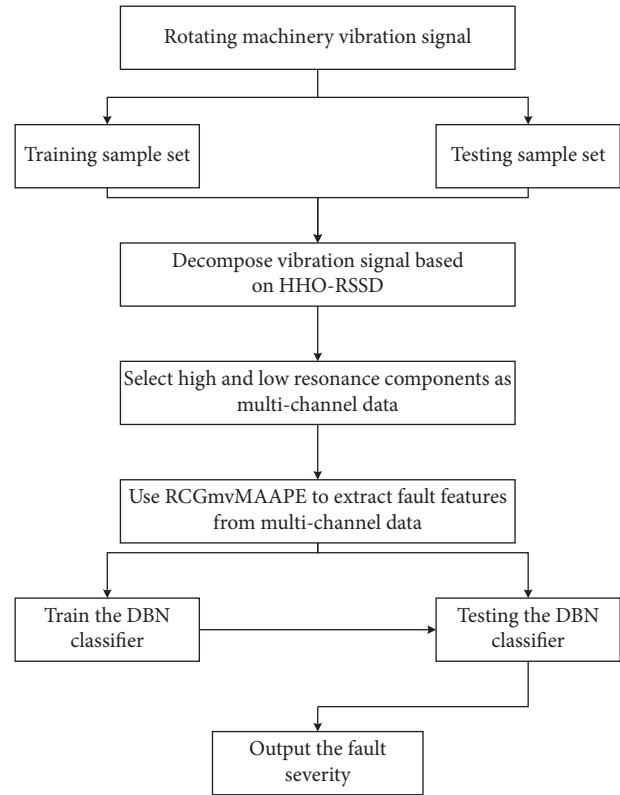 Rotating machinery vibration signal
Training sample set
Testing sample set
Decompose vibration signal based
on HHO-RSSD
Select high and low resonance components as
multi-channel data
Use RCGmvMAAPE to extract fault features
from multi-channel data
Train the DBN
classifier
Testing the DBN
classifier
Output the fault
severity